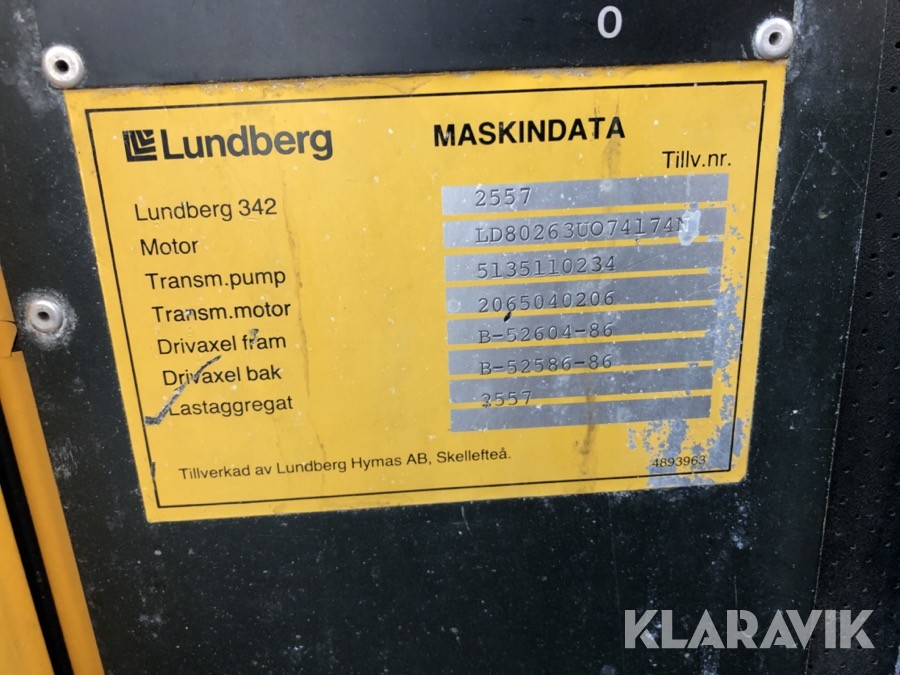 0
Lundberg MASKINDATA
Tillv.nr.
Lundberg 342 2557
Motor LD80263UO74174N
Transm.pump 5135110234
Transm.motor 2065040206
Drivaxel fram B-52604-86
Drivaxel bak B-52586-86
Lastaggregat 3557
Tillverkad av Lundberg Hymas AB, Skellefteå. 4893963
KLARAVIK